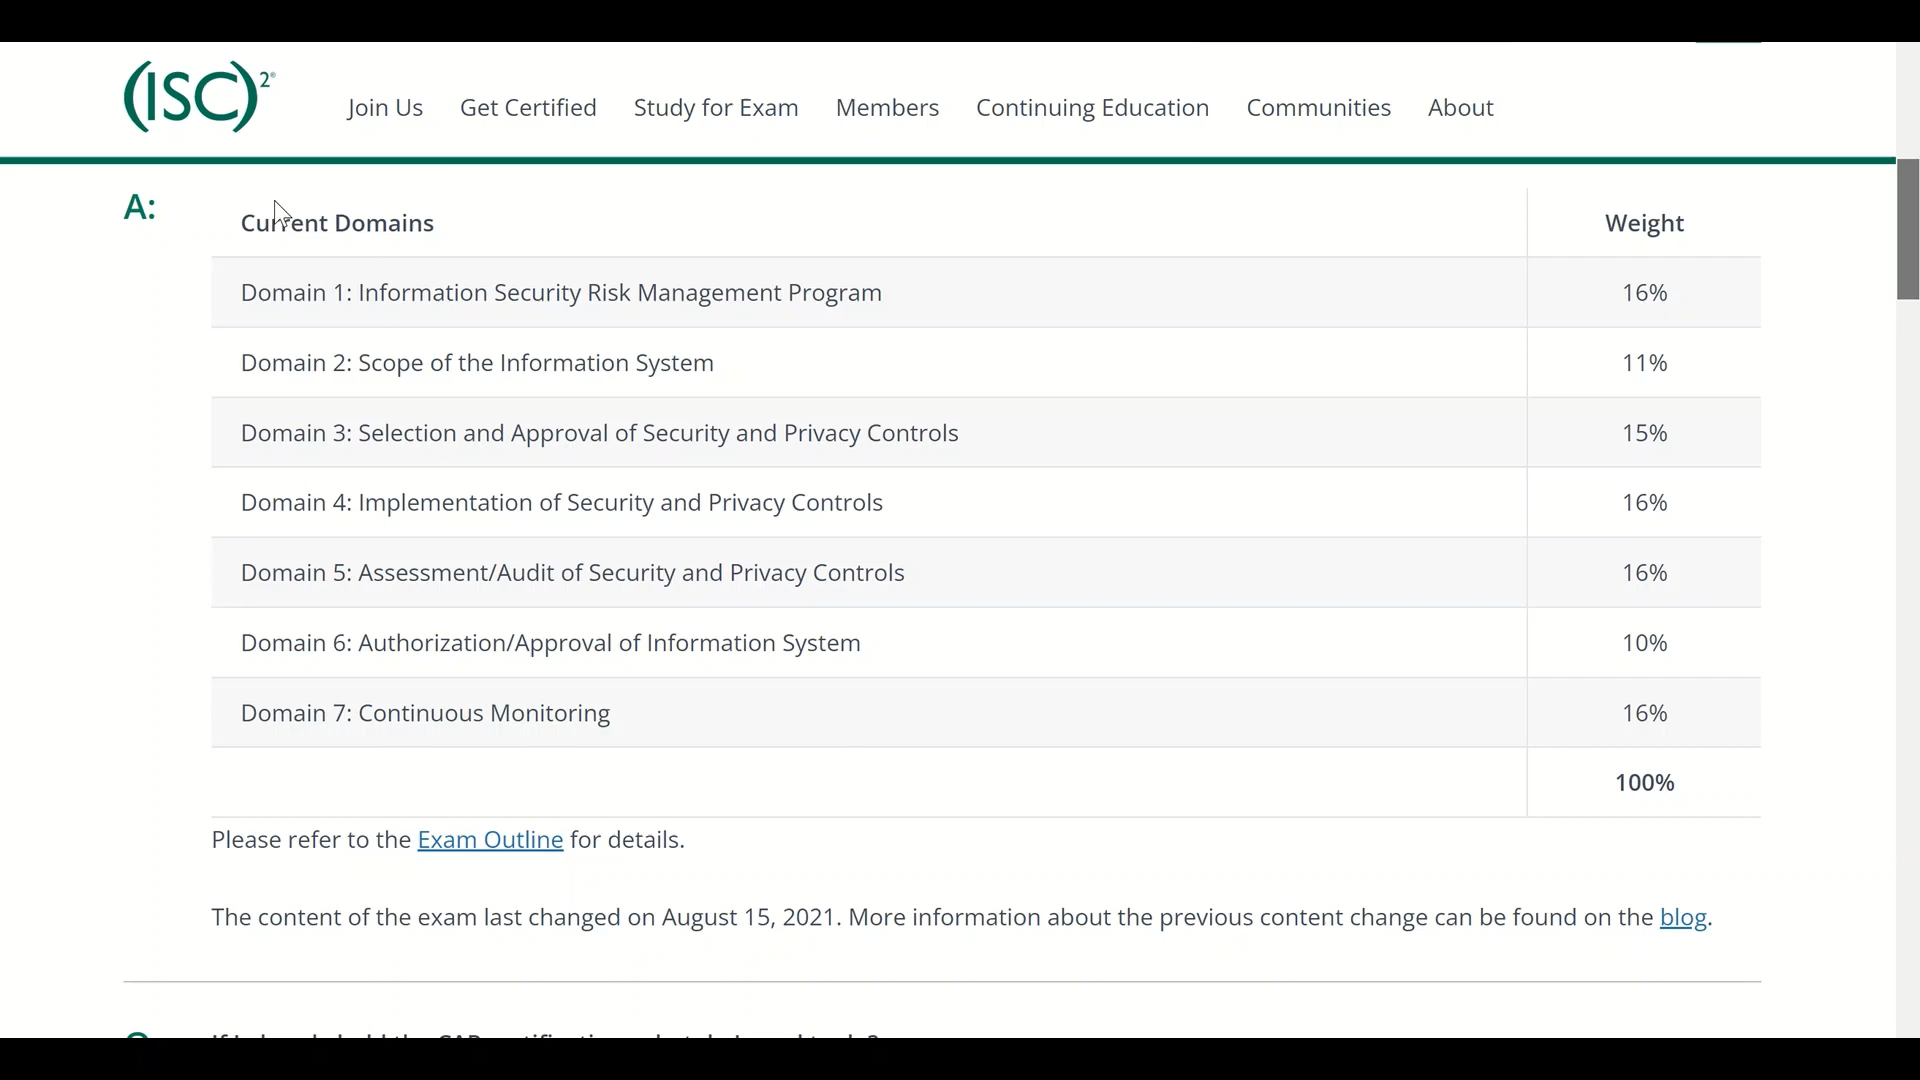 (ISC)2®
Join Us Get Certified Study for Exam Members Continuing Education Communities About
A:
Current Domains Weight
Domain 1: Information Security Risk Management Program 16%
Domain 2: Scope of the Information System 11%
Domain 3: Selection and Approval of Security and Privacy Controls 15%
Domain 4: Implementation of Security and Privacy Controls 16%
Domain 5: Assessment/Audit of Security and Privacy Controls 16%
Domain 6: Authorization/Approval of Information System 10%
Domain 7: Continuous Monitoring 16%
100%
Please refer to the Exam Outline for details.
The content of the exam last changed on August 15, 2021. More information about the previous content change can be found on the blog.